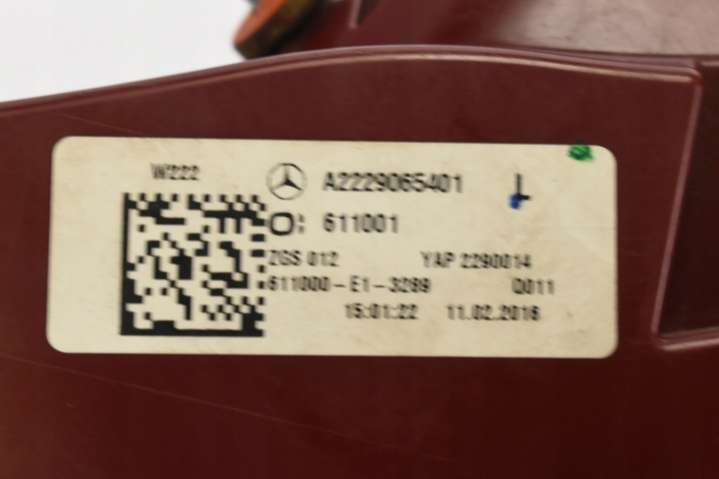 W222
A2229065401 L
O: 611001
ZGS 012 YAP 2290014
611000-E1-3289 Q011
15:01:22 11.02.2016